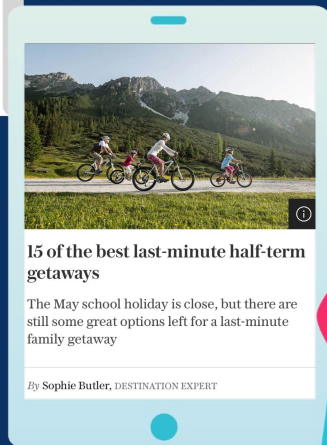 15 of the best last-minute half-term
getaways
The May school holiday is close, but there are
still some great options left for a last-minute
family getaway
By Sophie Butler, DESTINATION EXPERT